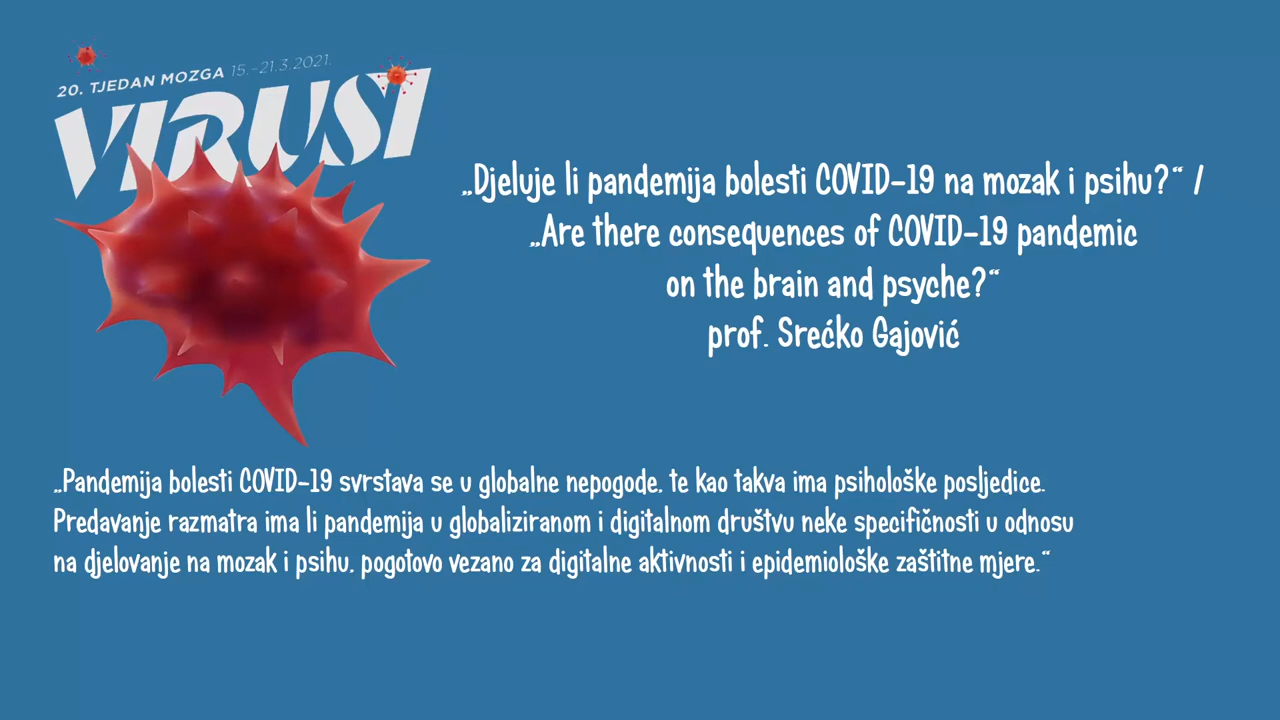 20. TJEDAN MOZGA 15.-21.3.2021.
VIRUSI
„Djeluje li pandemija bolesti COVID-19 na mozak i psihu?“ /
„Are there consequences of COVID-19 pandemic
on the brain and psyche?“
prof. Srećko Gajović
„Pandemija bolesti COVID-19 svrstava se u globalne nepogode, te kao takva ima psihološke posljedice.
Predavanje razmatra ima li pandemija u globaliziranom i digitalnom društvu neke specifičnosti u odnosu
na djelovanje na mozak i psihu, pogotovo vezano za digitalne aktivnosti i epidemiološke zaštitne mjere.“